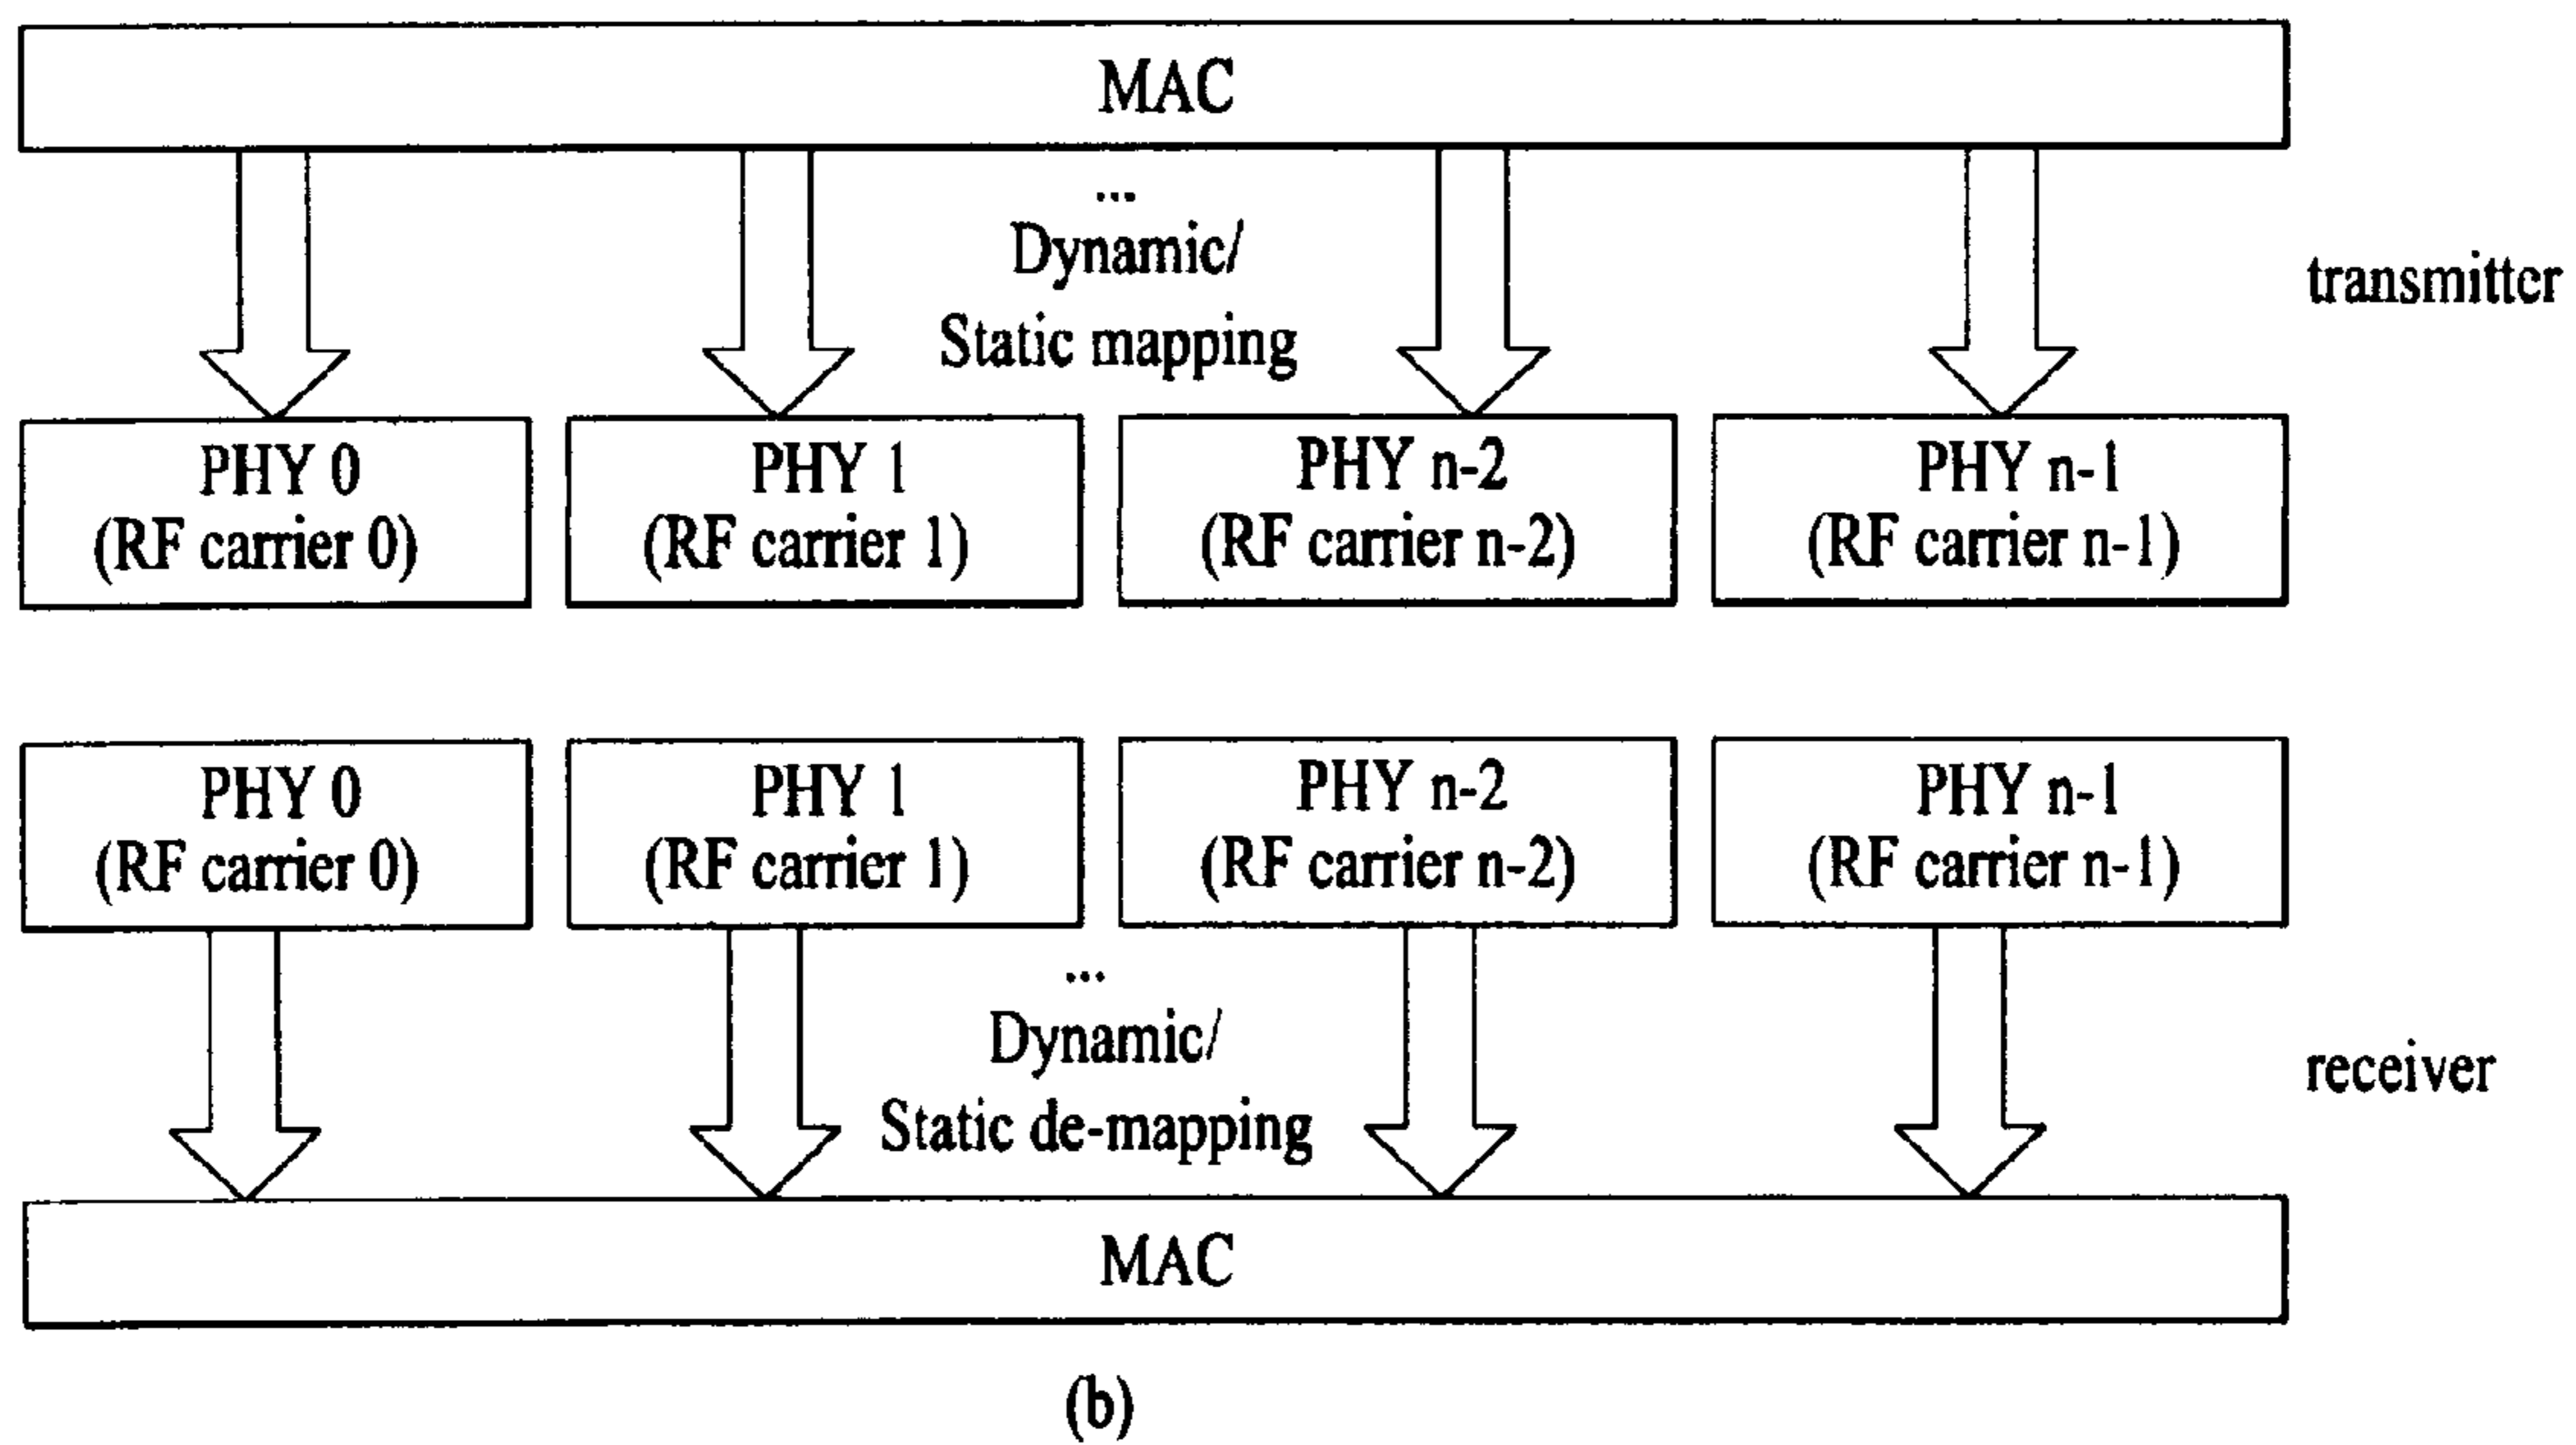 MAC
...
Dynamic/
Static mapping
transmitter
PHY 0
(RF carrier 0)
PHY 1
(RF carrier 1)
PHY n-2
(RF carrier n-2)
PHY n-1
(RF carrier n-1)
PHY 0
(RF carrier 0)
PHY 1
(RF carrier 1)
PHY n-2
(RF carrier n-2)
PHY n-1
(RF carrier n-1)
...
Dynamic/
Static de-mapping
receiver
MAC
(b)